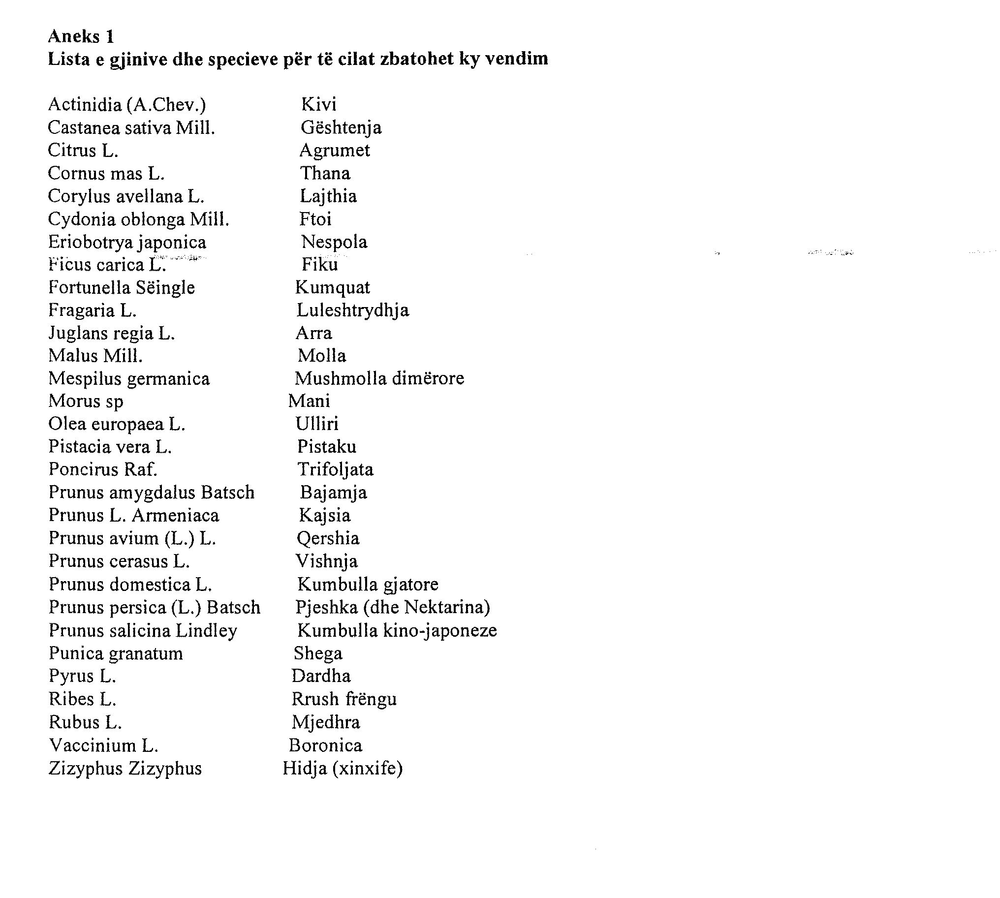 Aneks 1
Lista e gjinive dhe specieve për të cilat zbatohet ky vendim
Actinidia (A.Chev.) Kivi
Castanea sativa Mill. Gështenja
Citrus L. Agrumet
Cornus mas L. Thana
Corylus avellana L. Lajthia
Cydonia oblonga Mill. Ftoi
Eriobotrya japonica Nespola
Ficus carica L. Fiku
Fortunella Sëingle Kumquat
Fragaria L. Luleshtrydhja
Juglans regia L. Arra
Malus Mill. Molla
Mespilus germanica Mushmolla dimërore
Morus sp Mani
Olea europaea L. Ulliri
Pistacia vera L. Pistaku
Poncirus Raf. Trifoljata
Prunus amygdalus Batsch Bajamja
Prunus L. Armeniaca Kajsia
Prunus avium (L.) L. Qershia
Prunus cerasus L. Vishnja
Prunus domestica L. Kumbulla gjatore
Prunus persica (L.) Batsch Pjeshka (dhe Nektarina)
Prunus salicina Lindley Kumbulla kino-japoneze
Punica granatum Shega
Pyrus L. Dardha
Ribes L. Rrush frëngu
Rubus L. Mjedhra
Vaccinium L. Boronica
Zizyphus Zizyphus Hidja (xinxife)